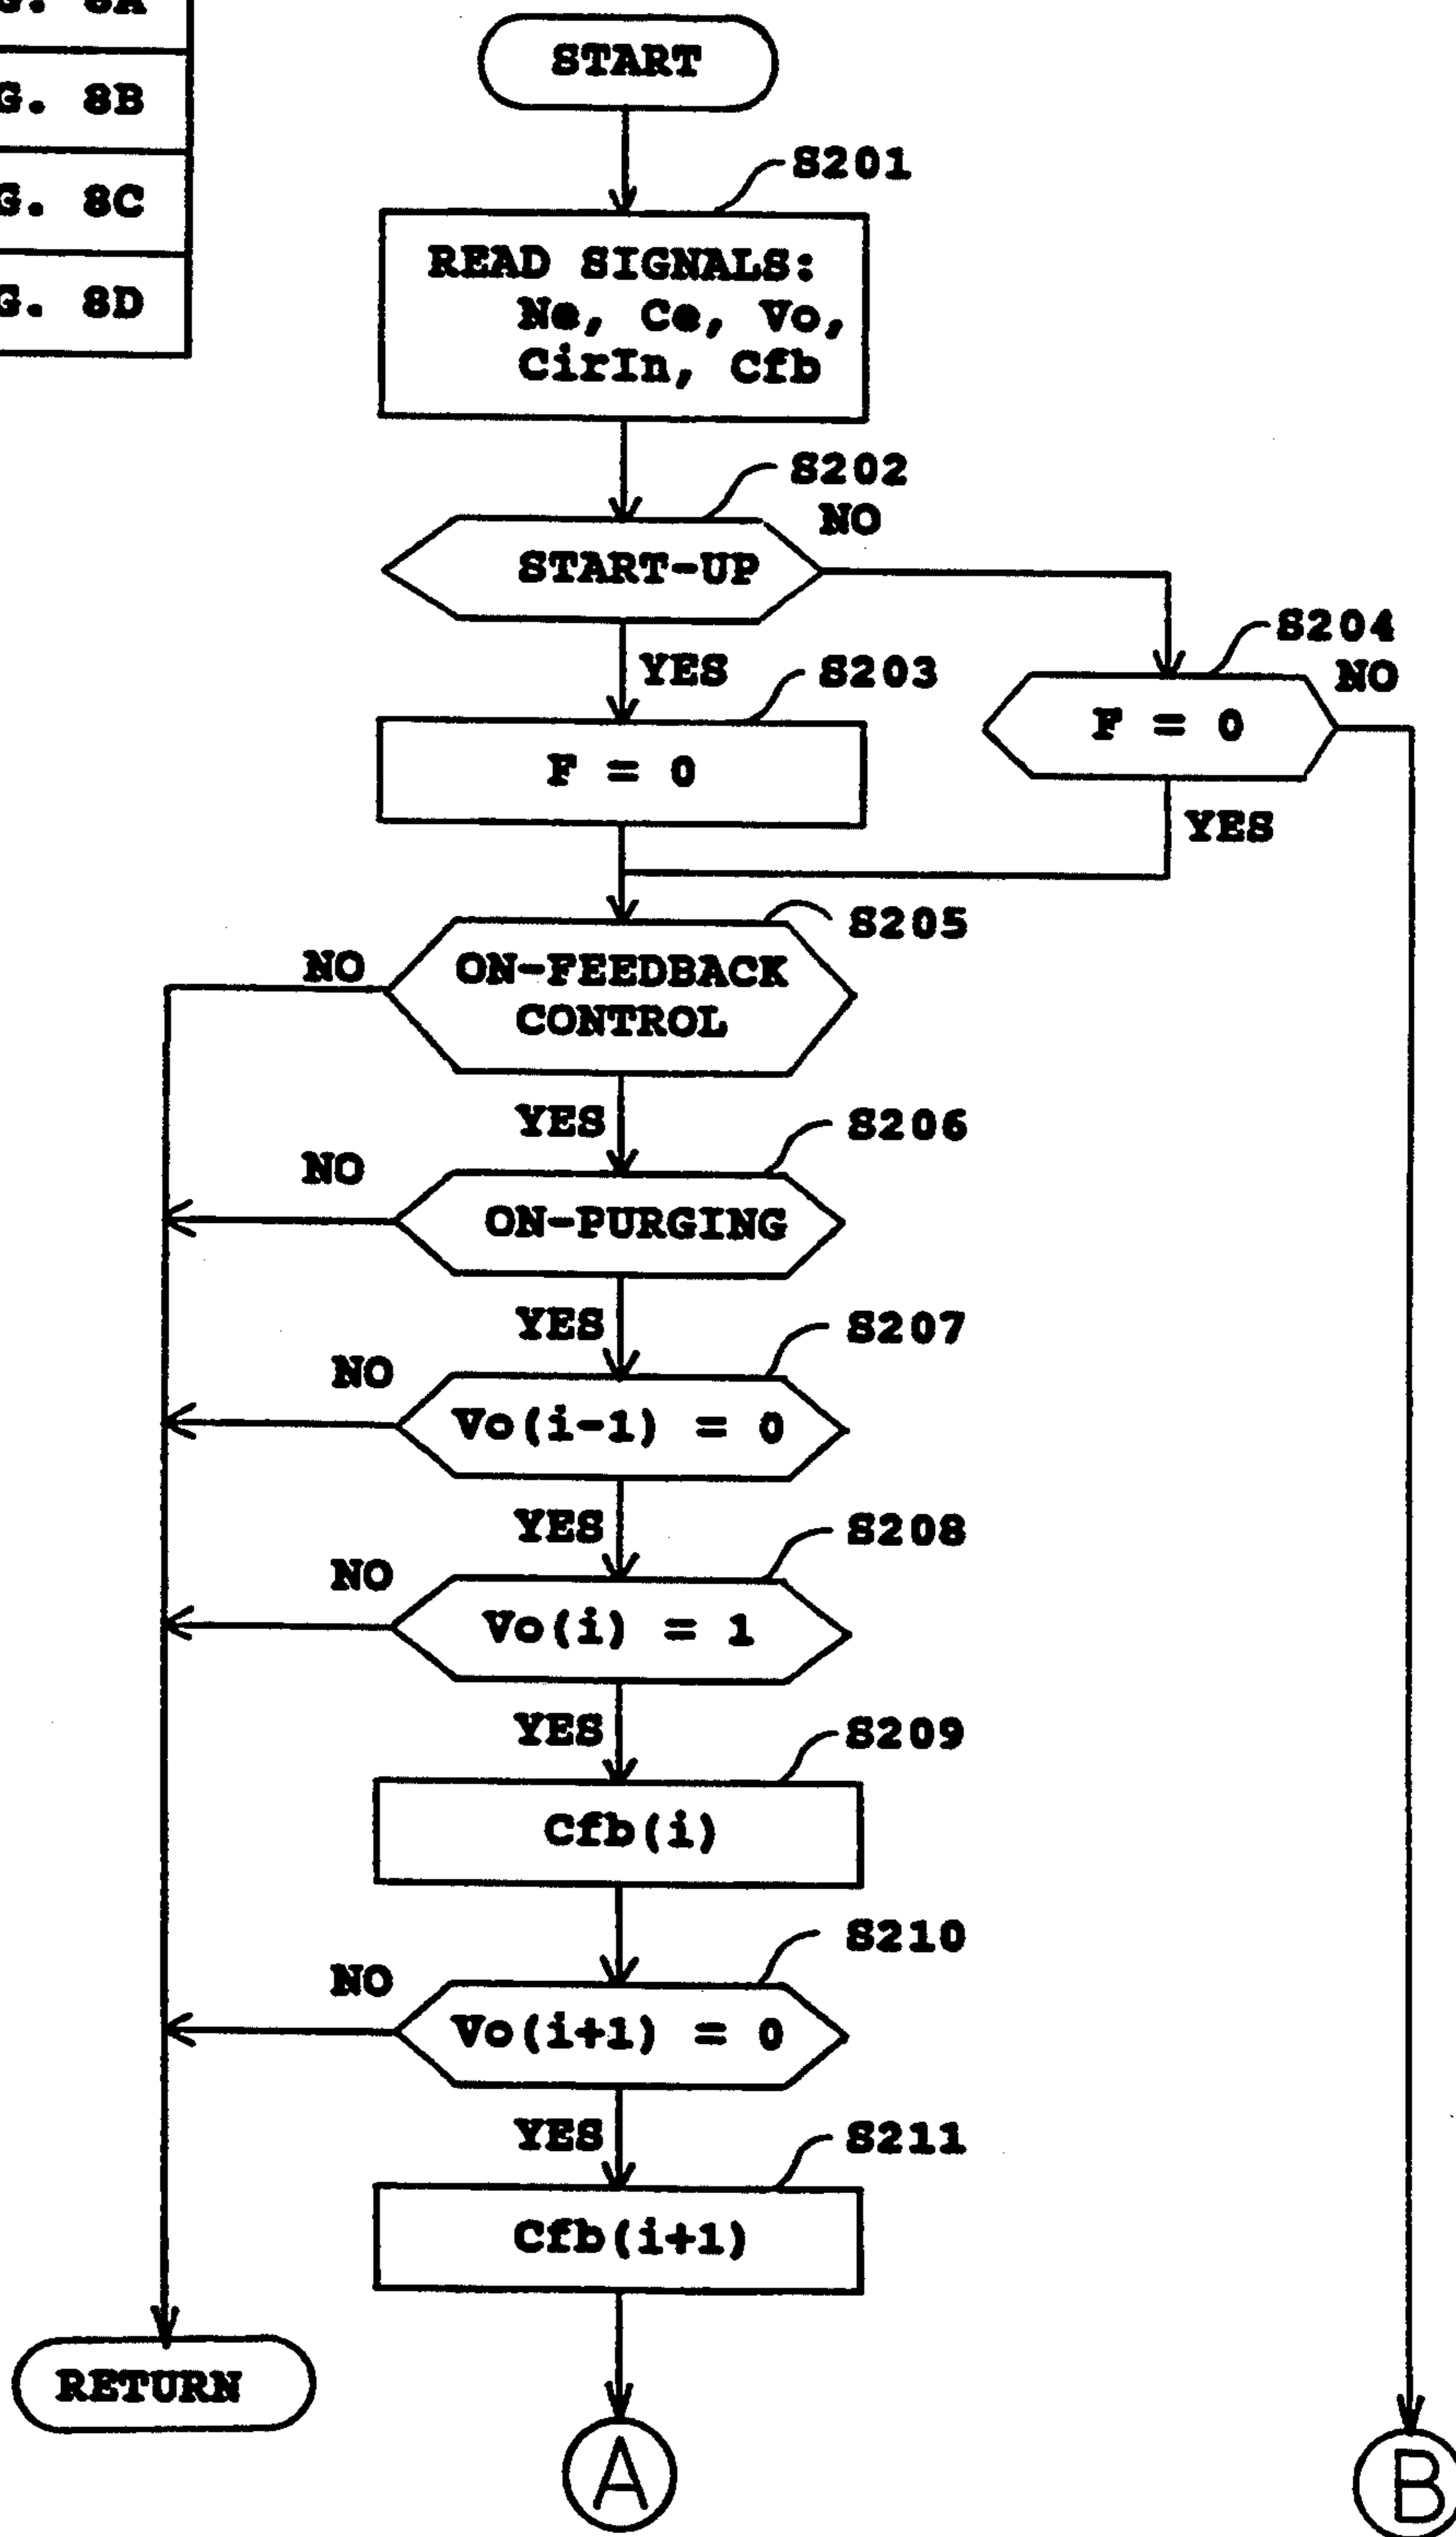 G. 8A
G. 8B
G. 8C
G. 8D
START
S201
READ SIGNALS:
Ne, Ce, Vo,
CirIn, Cfb
S202
NO
START-UP
YES
S203
F = 0
S204
NO
F = 0
YES
S205
NO
ON-FEEDBACK
CONTROL
YES
S206
NO
ON-PURGING
YES
S207
NO
Vo(i-1) = 0
YES
S208
NO
Vo(i) = 1
YES
S209
Cfb(i)
S210
NO
Vo(i+1) = 0
YES
S211
Cfb(i+1)
RETURN
A
B